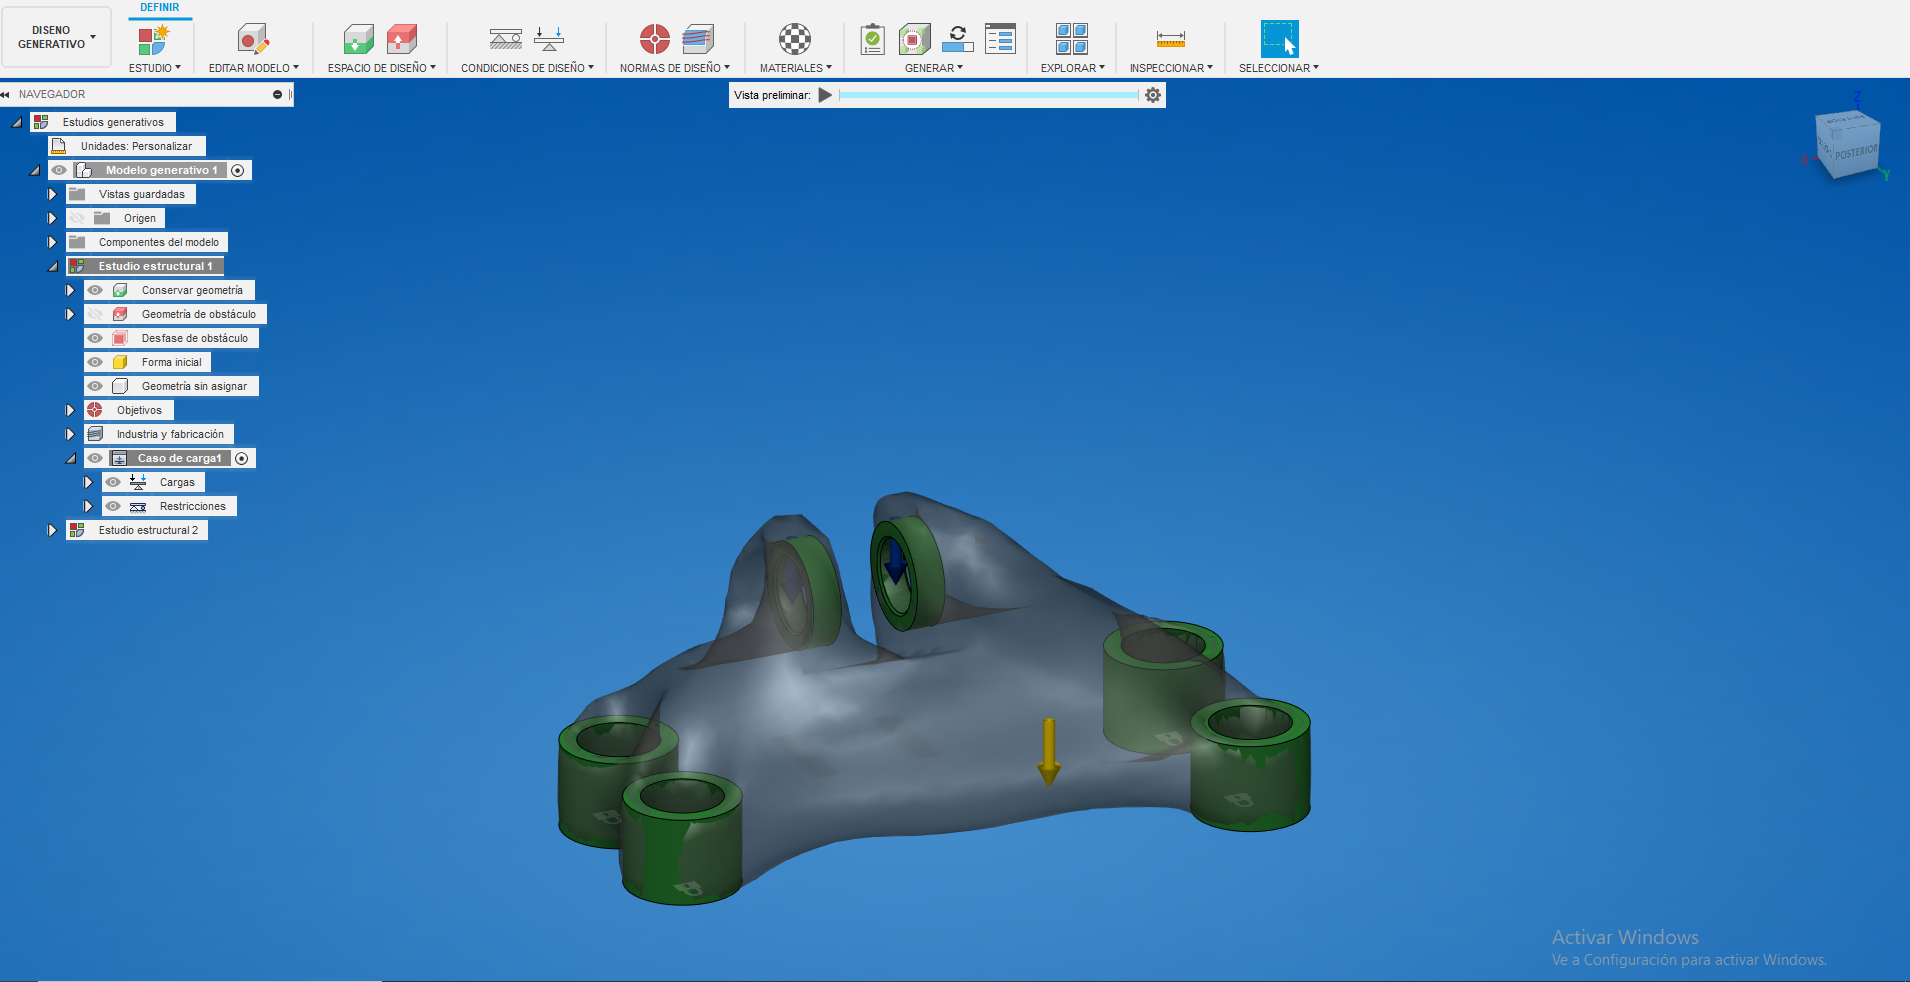 DISEÑO
GENERATIVO
DEFINIR
ESTUDIO
EDITAR MODELO
ESPACIO DE DISEÑO
CONDICIONES DE DISEÑO
NORMAS DE DISEÑO
MATERIALES
GENERAR
EXPLORAR
INSPECCIONAR
SELECCIONAR
NAVEGADOR
Vista preliminar:
Estudios generativos
Unidades: Personalizar
Modelo generativo 1
Vistas guardadas
Origen
Componentes del modelo
Estudio estructural 1
Conservar geometría
Geometría de obstáculo
Desfase de obstáculo
Forma inicial
Geometría sin asignar
Objetivos
Industria y fabricación
Caso de carga1
Cargas
Restricciones
Estudio estructural 2
Z
POSTERIOR
X
Y
Activar Windows
Ve a Configuración para activar Windows.